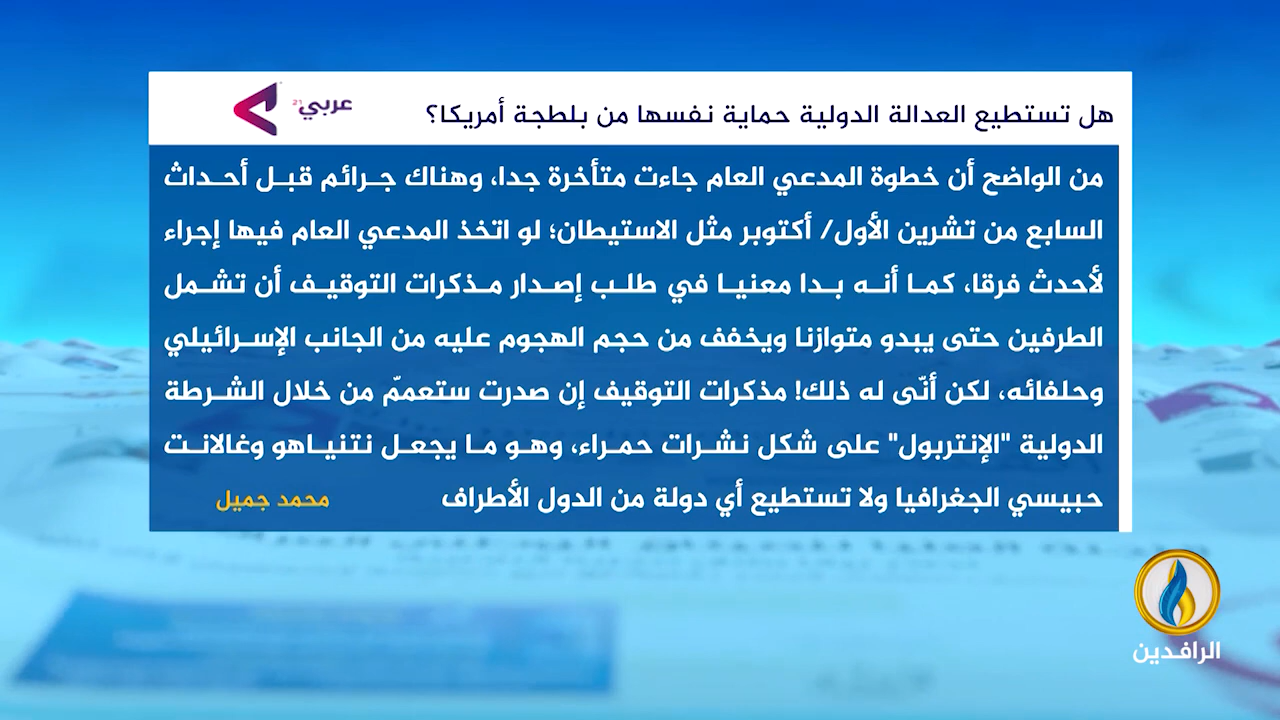 هل تستطيع العدالة الدولية حماية نفسها من بلطجة أمريكا؟
عربي21
من الواضح أن خطوة المدعي العام جاءت متأخرة جدا، وهناك جرائم قبل أحداث
السابع من تشرين الأول/ أكتوبر مثل الاستيطان؛ لو اتخذ المدعي العام فيها إجراء
لأحدث فرقا، كما أنه بدا معنيا في طلب إصدار مذكرات التوقيف أن تشمل
الطرفين حتى يبدو متوازنا ويخفف من حجم الهجوم عليه من الجانب الإسرائيلي
وحلفائه، لكن أنّى له ذلك! مذكرات التوقيف إن صدرت ستعممّ من خلال الشرطة
الدولية "الإنتربول" على شكل نشرات حمراء، وهو ما يجعل نتنياهو وغالانت
حبيسي الجغرافيا ولا تستطيع أي دولة من الدول الأطراف
محمد جميل
الرافدين